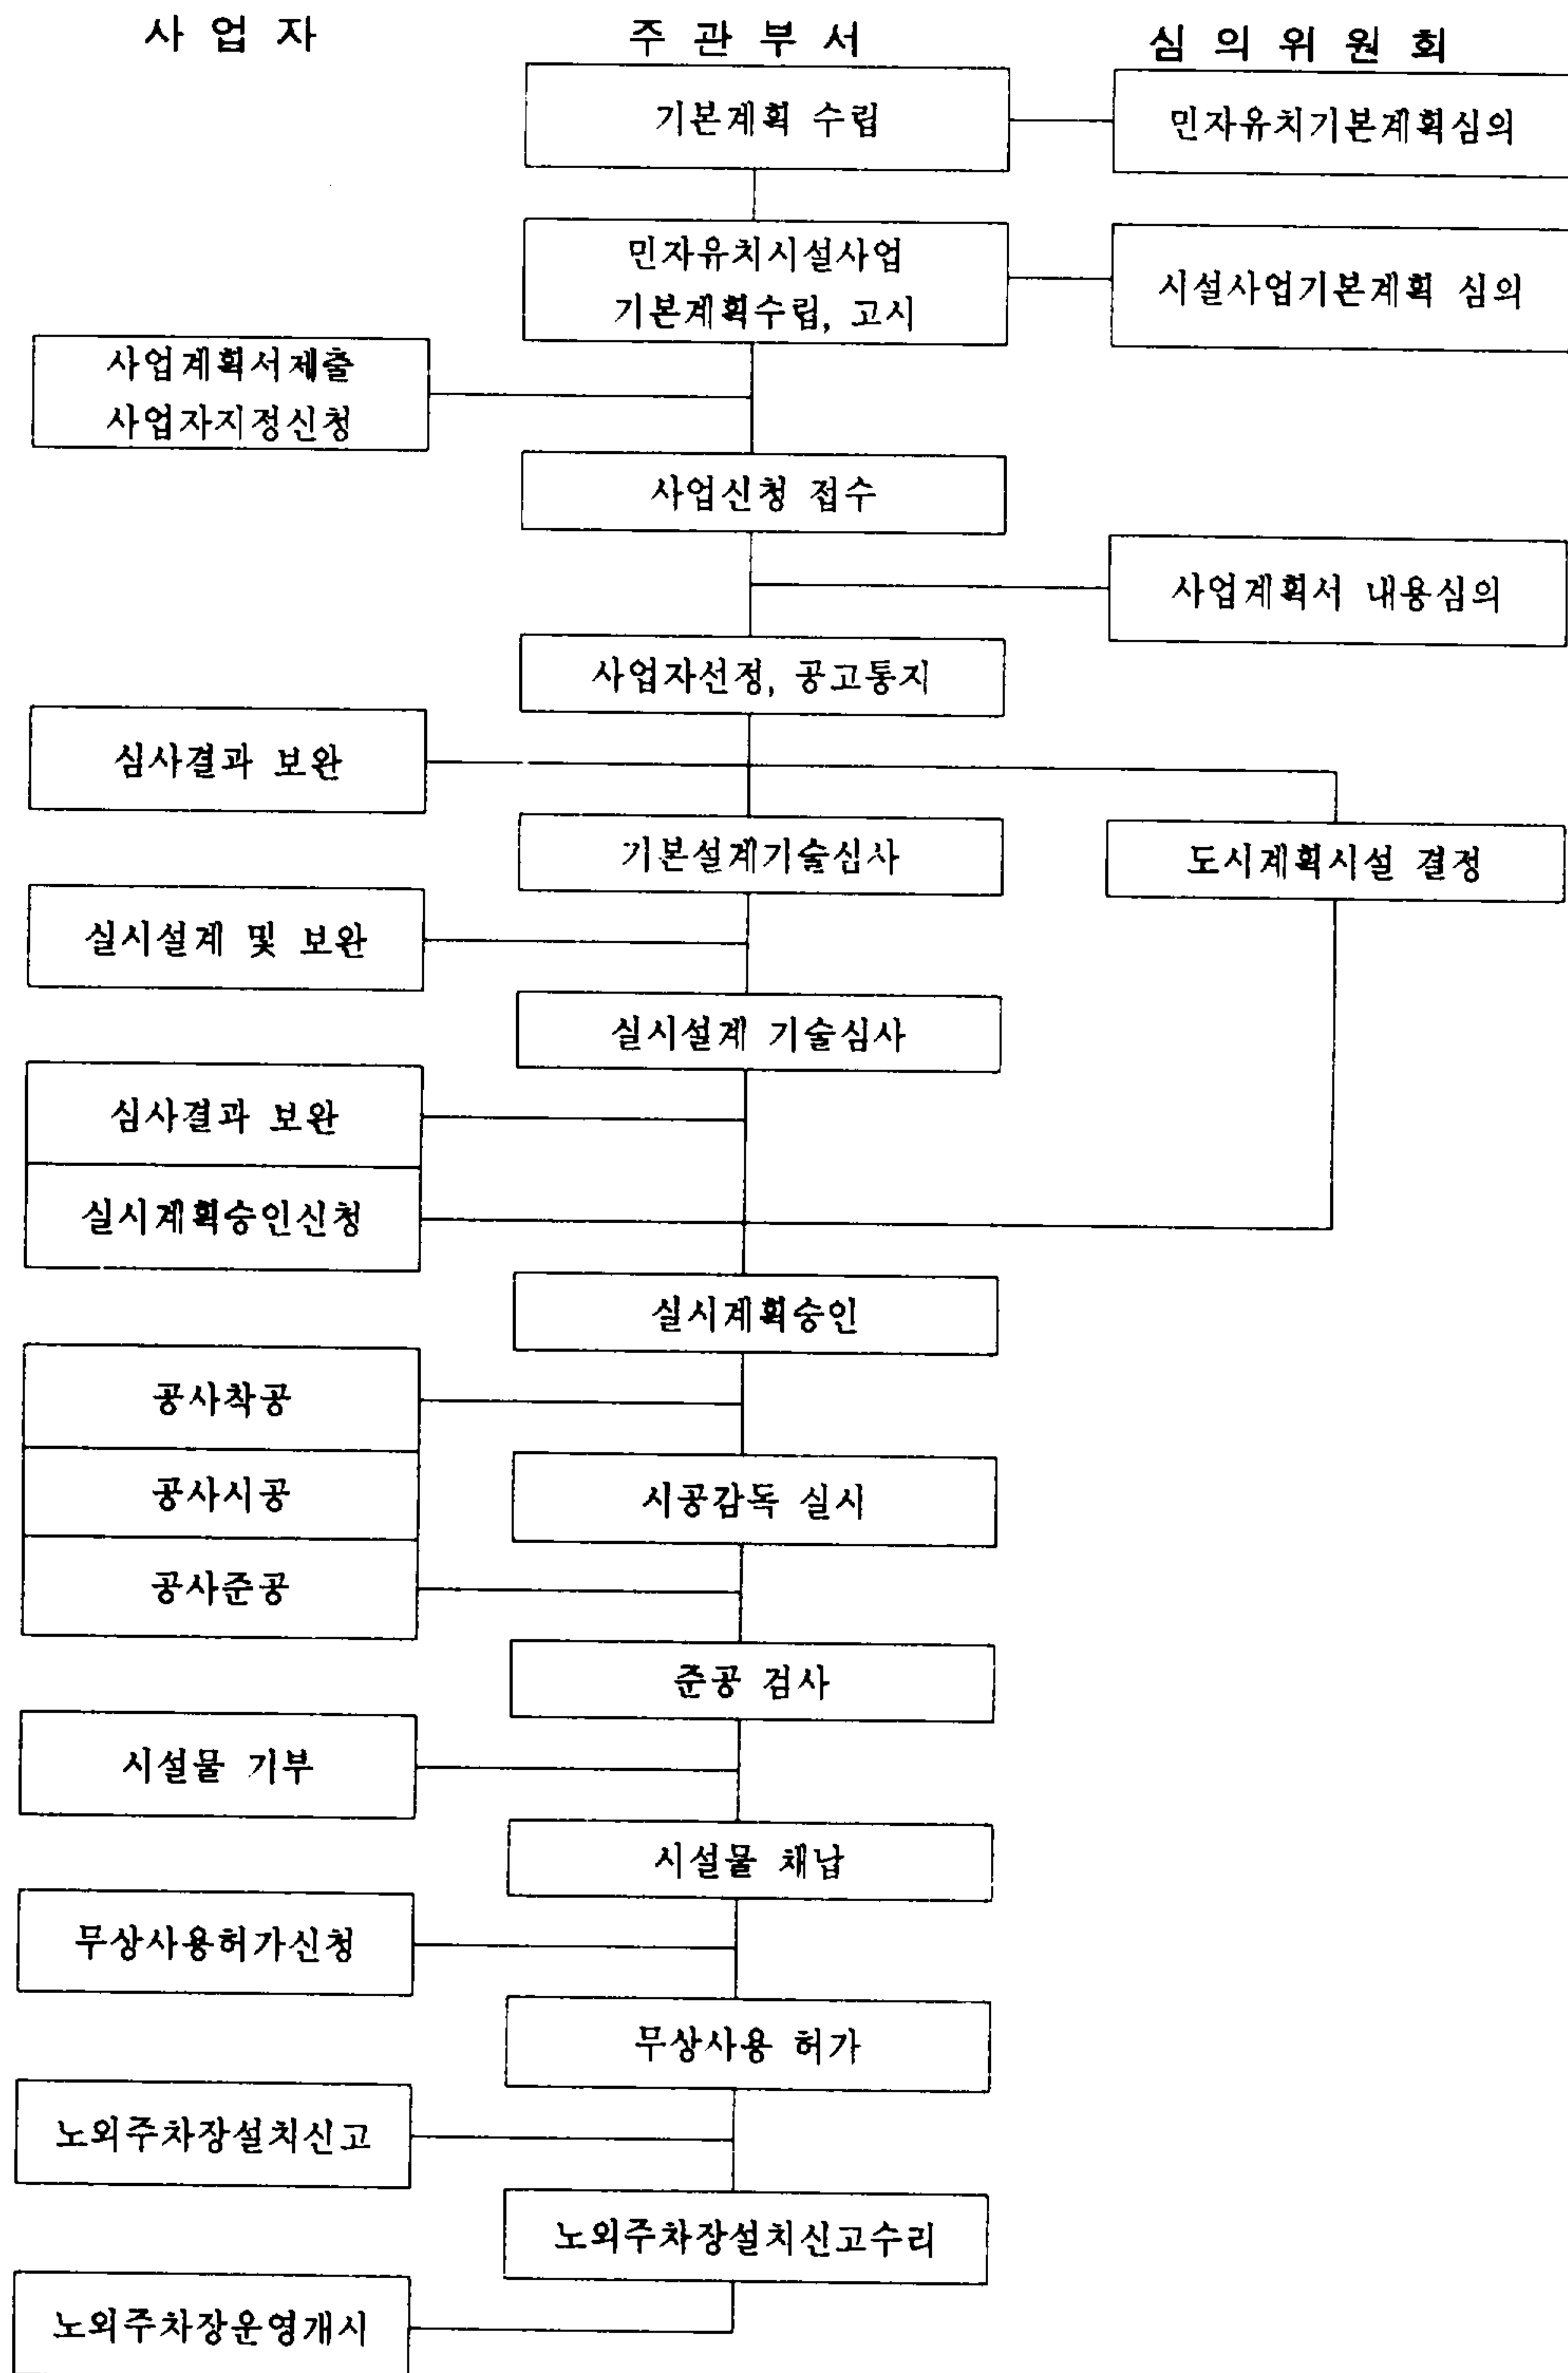 사 업 자
주 관 부 서
심 의 위 원 회
기본계획 수립
민자유치기본계획심의
민자유치시설사업
기본계획수립, 고시
시설사업기본계획 심의
사업계획서제출
사업자지정신청
사업신청 접수
사업계획서 내용심의
사업자선정, 공고통지
심사결과 보완
기본설계기술심사
도시계획시설 결정
실시설계 및 보완
실시설계 기술심사
심사결과 보완
실시계획승인신청
실시계획승인
공사착공
공사시공
시공감독 실시
공사준공
준공 검사
시설물 기부
시설물 채납
무상사용허가신청
무상사용 허가
노외주차장설치신고
노외주차장설치신고수리
노외주차장운영개시